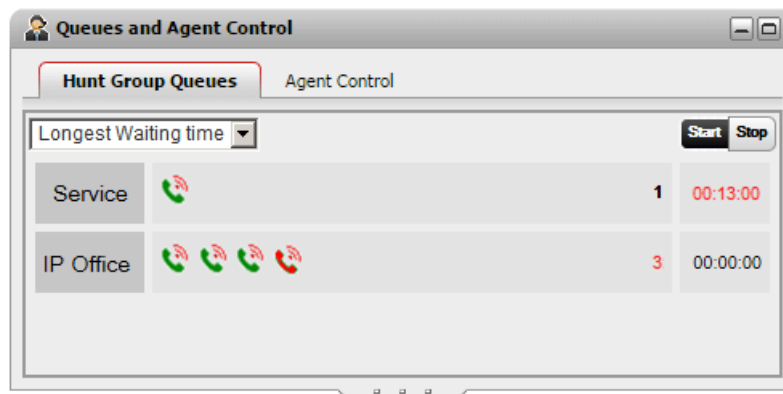 Queues and Agent Control
Hunt Group Queues Agent Control
Longest Waiting time Start Stop
Service 1 00:13:00
IP Office 3 00:00:00